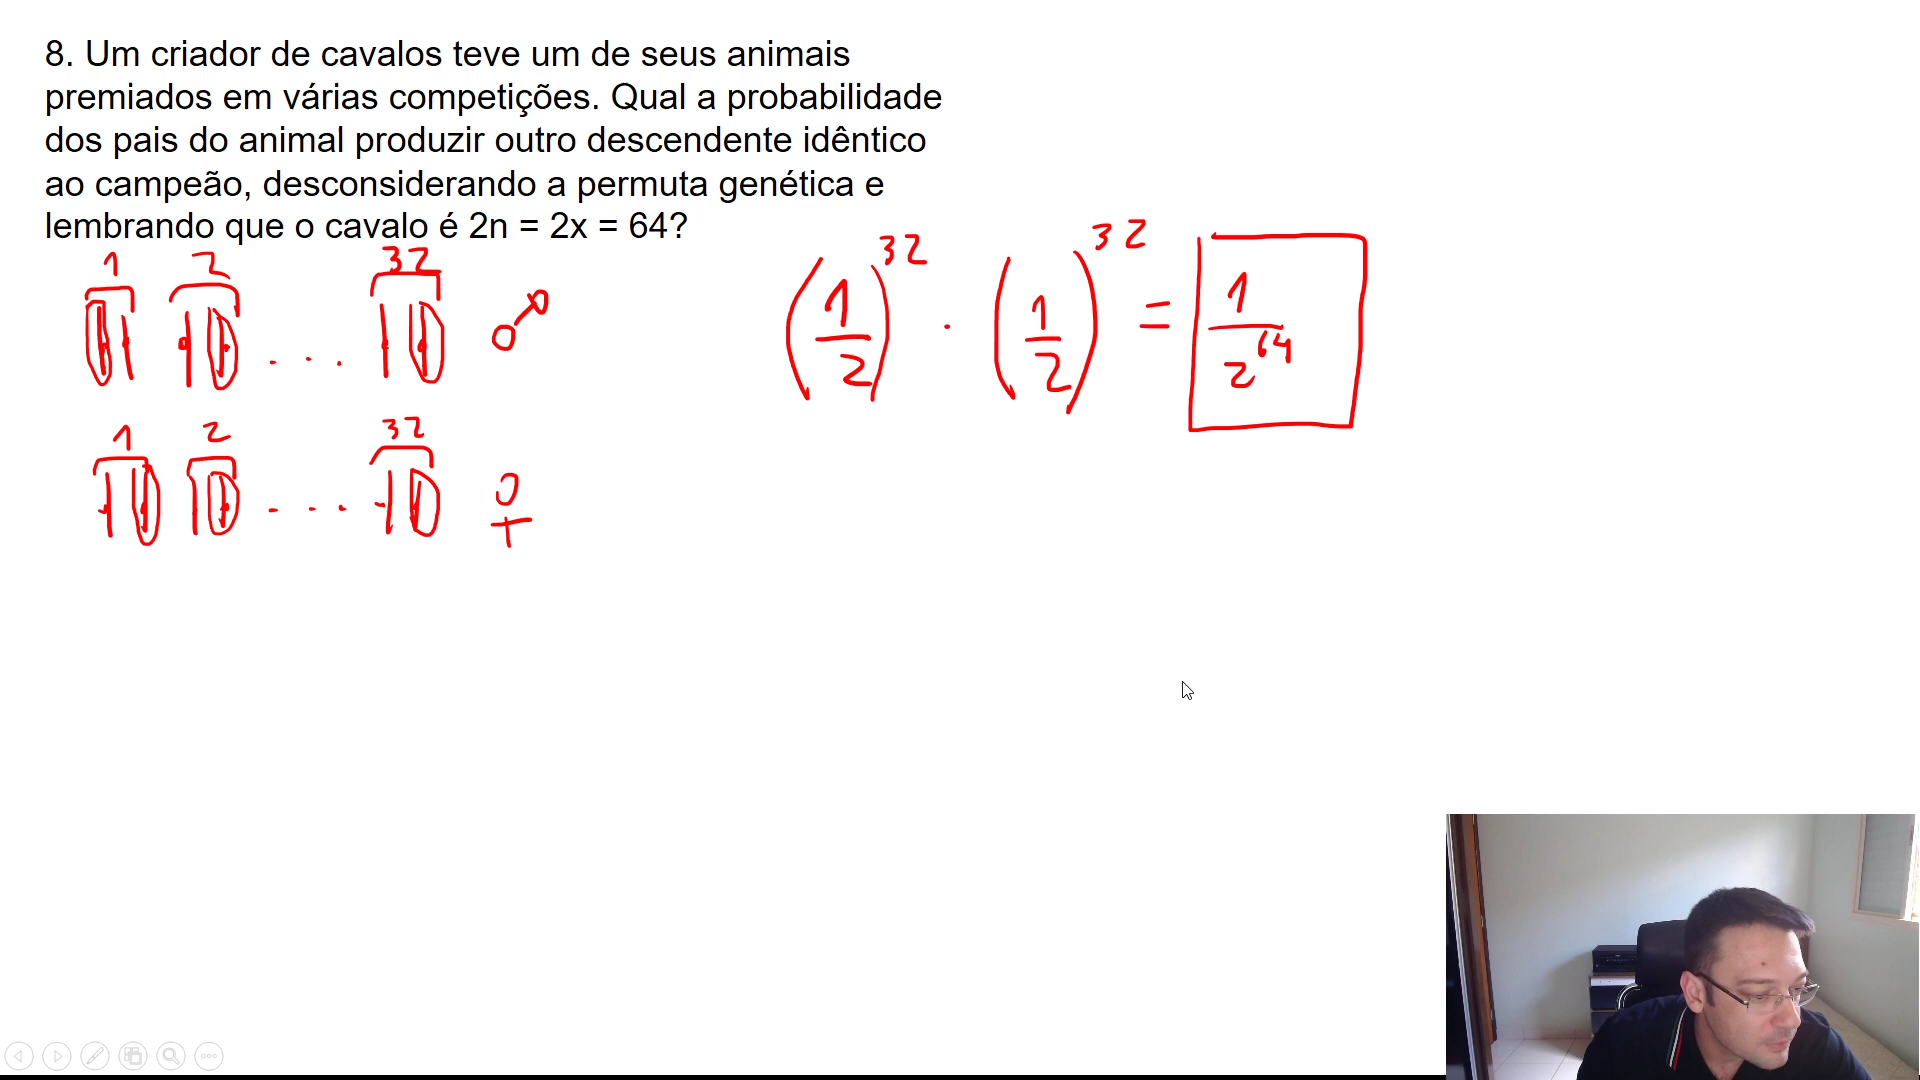 8. Um criador de cavalos teve um de seus animais
premiados em várias competições. Qual a probabilidade
dos pais do animal produzir outro descendente idêntico
ao campeão, desconsiderando a permuta genética e
lembrando que o cavalo é 2n = 2x = 64?
1 2 32
. . . ♂
1 2 32
. . . ♀
(1/2)^32 . (1/2)^32 = 1/2^64